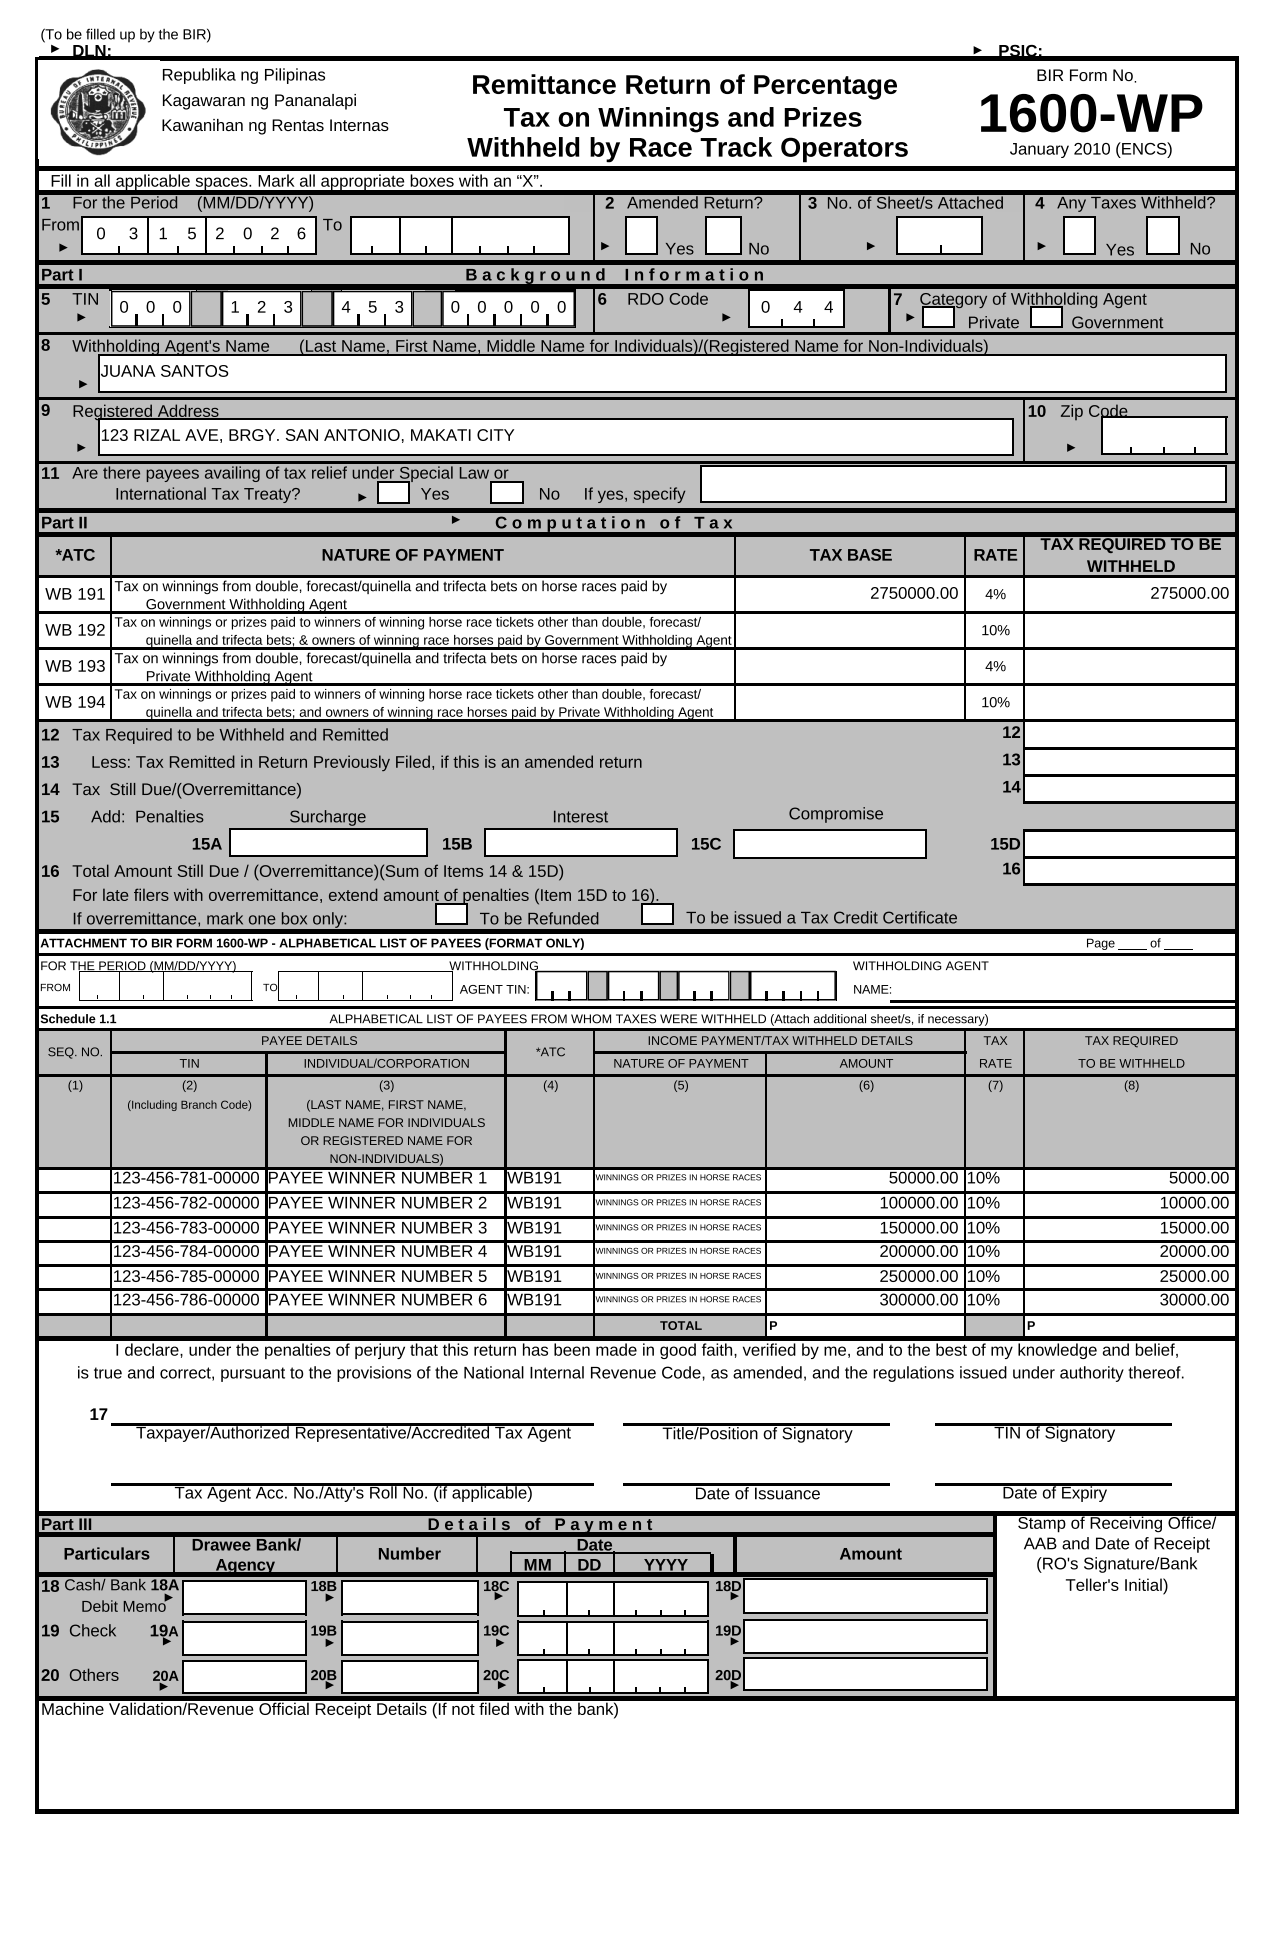 (To be filled up by the BIR)
► DLN: ► PSIC:
Republika ng Pilipinas
Kagawaran ng Pananalapi
Kawanihan ng Rentas Internas
Remittance Return of Percentage
Tax on Winnings and Prizes
Withheld by Race Track Operators
BIR Form No.
1600-WP
January 2010 (ENCS)
Fill in all applicable spaces. Mark all appropriate boxes with an “X”.
1 For the Period (MM/DD/YYYY) 2 Amended Return? 3 No. of Sheet/s Attached 4 Any Taxes Withheld?
From ► 0 3 1 5 2 0 2 6 To ► Yes No ► ► Yes No
Part I Background Information
5 TIN ► 0 0 0 1 2 3 4 5 3 0 0 0 0 0 6 RDO Code ► 0 4 4 7 Category of Withholding Agent
► Private Government
8 Withholding Agent's Name (Last Name, First Name, Middle Name for Individuals)/(Registered Name for Non-Individuals)
► JUANA SANTOS
9 Registered Address 10 Zip Code
► 123 RIZAL AVE, BRGY. SAN ANTONIO, MAKATI CITY ►
11 Are there payees availing of tax relief under Special Law or
International Tax Treaty? ► Yes No If yes, specify
Part II ► Computation of Tax
*ATC NATURE OF PAYMENT TAX BASE RATE TAX REQUIRED TO BE WITHHELD
WB 191 Tax on winnings from double, forecast/quinella and trifecta bets on horse races paid by Government Withholding Agent 2750000.00 4% 275000.00
WB 192 Tax on winnings or prizes paid to winners of winning horse race tickets other than double, forecast/ quinella and trifecta bets; & owners of winning race horses paid by Government Withholding Agent 10%
WB 193 Tax on winnings from double, forecast/quinella and trifecta bets on horse races paid by Private Withholding Agent 4%
WB 194 Tax on winnings or prizes paid to winners of winning horse race tickets other than double, forecast/ quinella and trifecta bets; and owners of winning race horses paid by Private Withholding Agent 10%
12 Tax Required to be Withheld and Remitted 12
13 Less: Tax Remitted in Return Previously Filed, if this is an amended return 13
14 Tax Still Due/(Overremittance) 14
15 Add: Penalties Surcharge Interest Compromise
15A 15B 15C 15D
16 Total Amount Still Due / (Overremittance)(Sum of Items 14 & 15D) 16
For late filers with overremittance, extend amount of penalties (Item 15D to 16).
If overremittance, mark one box only: To be Refunded To be issued a Tax Credit Certificate
ATTACHMENT TO BIR FORM 1600-WP - ALPHABETICAL LIST OF PAYEES (FORMAT ONLY) Page ____ of ____
FOR THE PERIOD (MM/DD/YYYY) WITHHOLDING WITHHOLDING AGENT
FROM TO AGENT TIN: NAME:
Schedule 1.1 ALPHABETICAL LIST OF PAYEES FROM WHOM TAXES WERE WITHHELD (Attach additional sheet/s, if necessary)
SEQ. NO. PAYEE DETAILS *ATC INCOME PAYMENT/TAX WITHHELD DETAILS TAX TAX REQUIRED
TIN INDIVIDUAL/CORPORATION NATURE OF PAYMENT AMOUNT RATE TO BE WITHHELD
(1) (2) (3) (4) (5) (6) (7) (8)
(Including Branch Code) (LAST NAME, FIRST NAME,
MIDDLE NAME FOR INDIVIDUALS
OR REGISTERED NAME FOR
NON-INDIVIDUALS)
123-456-781-00000 PAYEE WINNER NUMBER 1 WB191 WINNINGS OR PRIZES IN HORSE RACES 50000.00 10% 5000.00
123-456-782-00000 PAYEE WINNER NUMBER 2 WB191 WINNINGS OR PRIZES IN HORSE RACES 100000.00 10% 10000.00
123-456-783-00000 PAYEE WINNER NUMBER 3 WB191 WINNINGS OR PRIZES IN HORSE RACES 150000.00 10% 15000.00
123-456-784-00000 PAYEE WINNER NUMBER 4 WB191 WINNINGS OR PRIZES IN HORSE RACES 200000.00 10% 20000.00
123-456-785-00000 PAYEE WINNER NUMBER 5 WB191 WINNINGS OR PRIZES IN HORSE RACES 250000.00 10% 25000.00
123-456-786-00000 PAYEE WINNER NUMBER 6 WB191 WINNINGS OR PRIZES IN HORSE RACES 300000.00 10% 30000.00
TOTAL P P
I declare, under the penalties of perjury that this return has been made in good faith, verified by me, and to the best of my knowledge and belief,
is true and correct, pursuant to the provisions of the National Internal Revenue Code, as amended, and the regulations issued under authority thereof.
17
Taxpayer/Authorized Representative/Accredited Tax Agent Title/Position of Signatory TIN of Signatory
Tax Agent Acc. No./Atty's Roll No. (if applicable) Date of Issuance Date of Expiry
Part III Details of Payment
Particulars Drawee Bank/ Agency Number Date MM DD YYYY Amount
Stamp of Receiving Office/
AAB and Date of Receipt
(RO's Signature/Bank
Teller's Initial)
18 Cash/ Bank Debit Memo 18A► 18B► 18C► 18D►
19 Check 19A► 19B► 19C► 19D►
20 Others 20A► 20B► 20C► 20D►
Machine Validation/Revenue Official Receipt Details (If not filed with the bank)